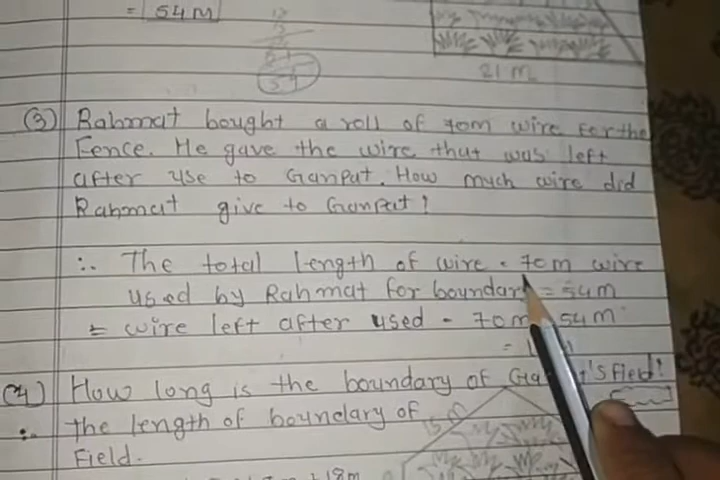 = 54 M
54
21 m
(3) Rahmat bought a roll of 70m wire for the
Fence. He gave the wire that was left
after use to Ganpat. How much wire did
Rahmat give to Ganpat?
∴ The total length of wire = 70m wire
used by Rahmat for boundary = 54m
= wire left after used - 70m 54m
=
(4) How long is the boundary of Field?
∴ the length of boundary of
Field.
18m